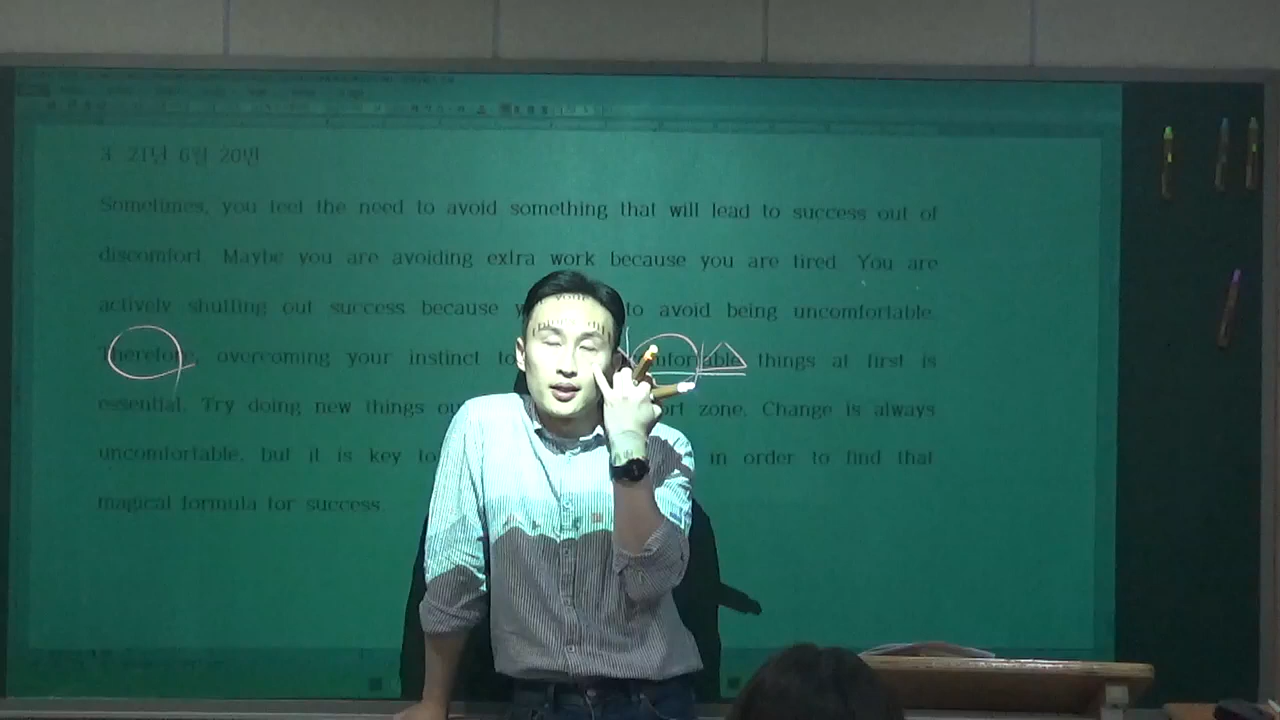 3. 21년 6월 20번
Sometimes, you feel the need to avoid something that will lead to success out of
discomfort. Maybe you are avoiding extra work because you are tired. You are
actively shutting out success because to avoid being uncomfortable.
Therefore, overcoming your instinct to things at first is
essential. Try doing new things zone. Change is always
uncomfortable, but it is key to in order to find that
magical formula for success.